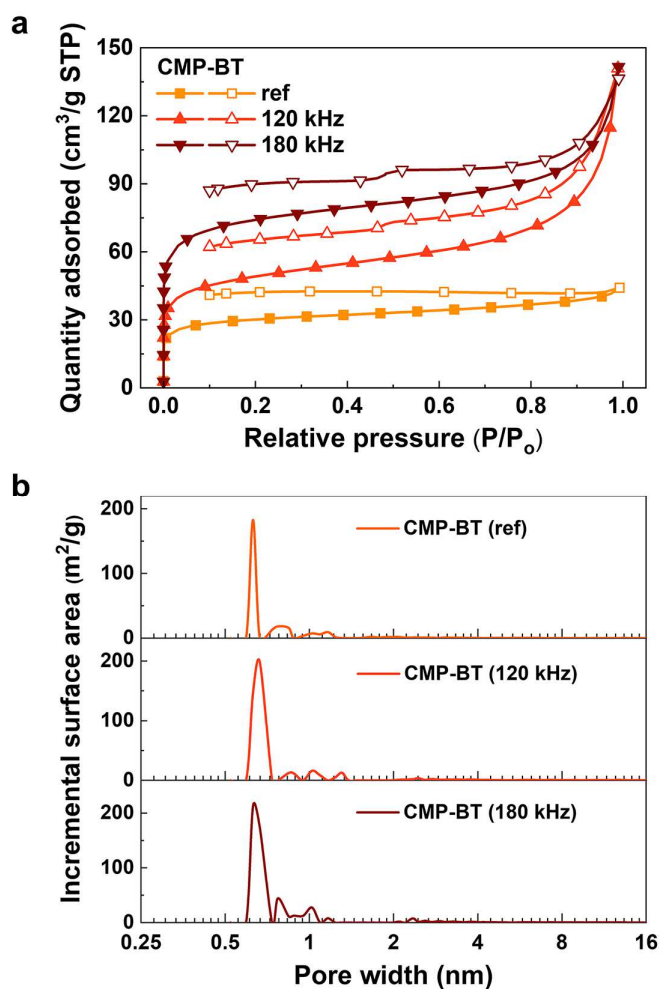 a
Quantity adsorbed (cm³/g STP)
150
120
90
60
30
0
CMP-BT
ref
120 kHz
180 kHz
0.0 0.2 0.4 0.6 0.8 1.0
Relative pressure (P/Pₒ)
b
Incremental surface area (m²/g)
200
100
0
CMP-BT (ref)
200
100
0
CMP-BT (120 kHz)
200
100
0
CMP-BT (180 kHz)
0.25 0.5 1 2 4 8 16
Pore width (nm)